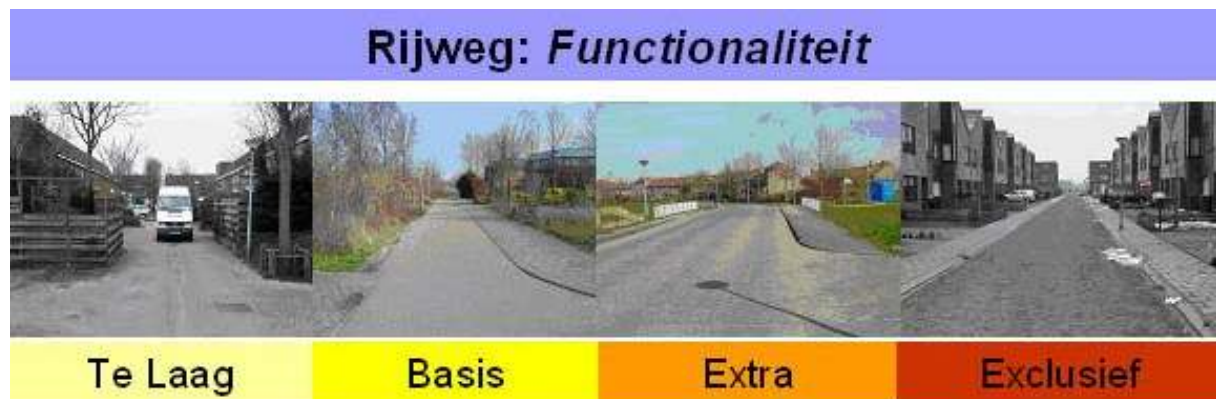 Rijweg: Functionaliteit
Te Laag
Basis
Extra
Exclusief